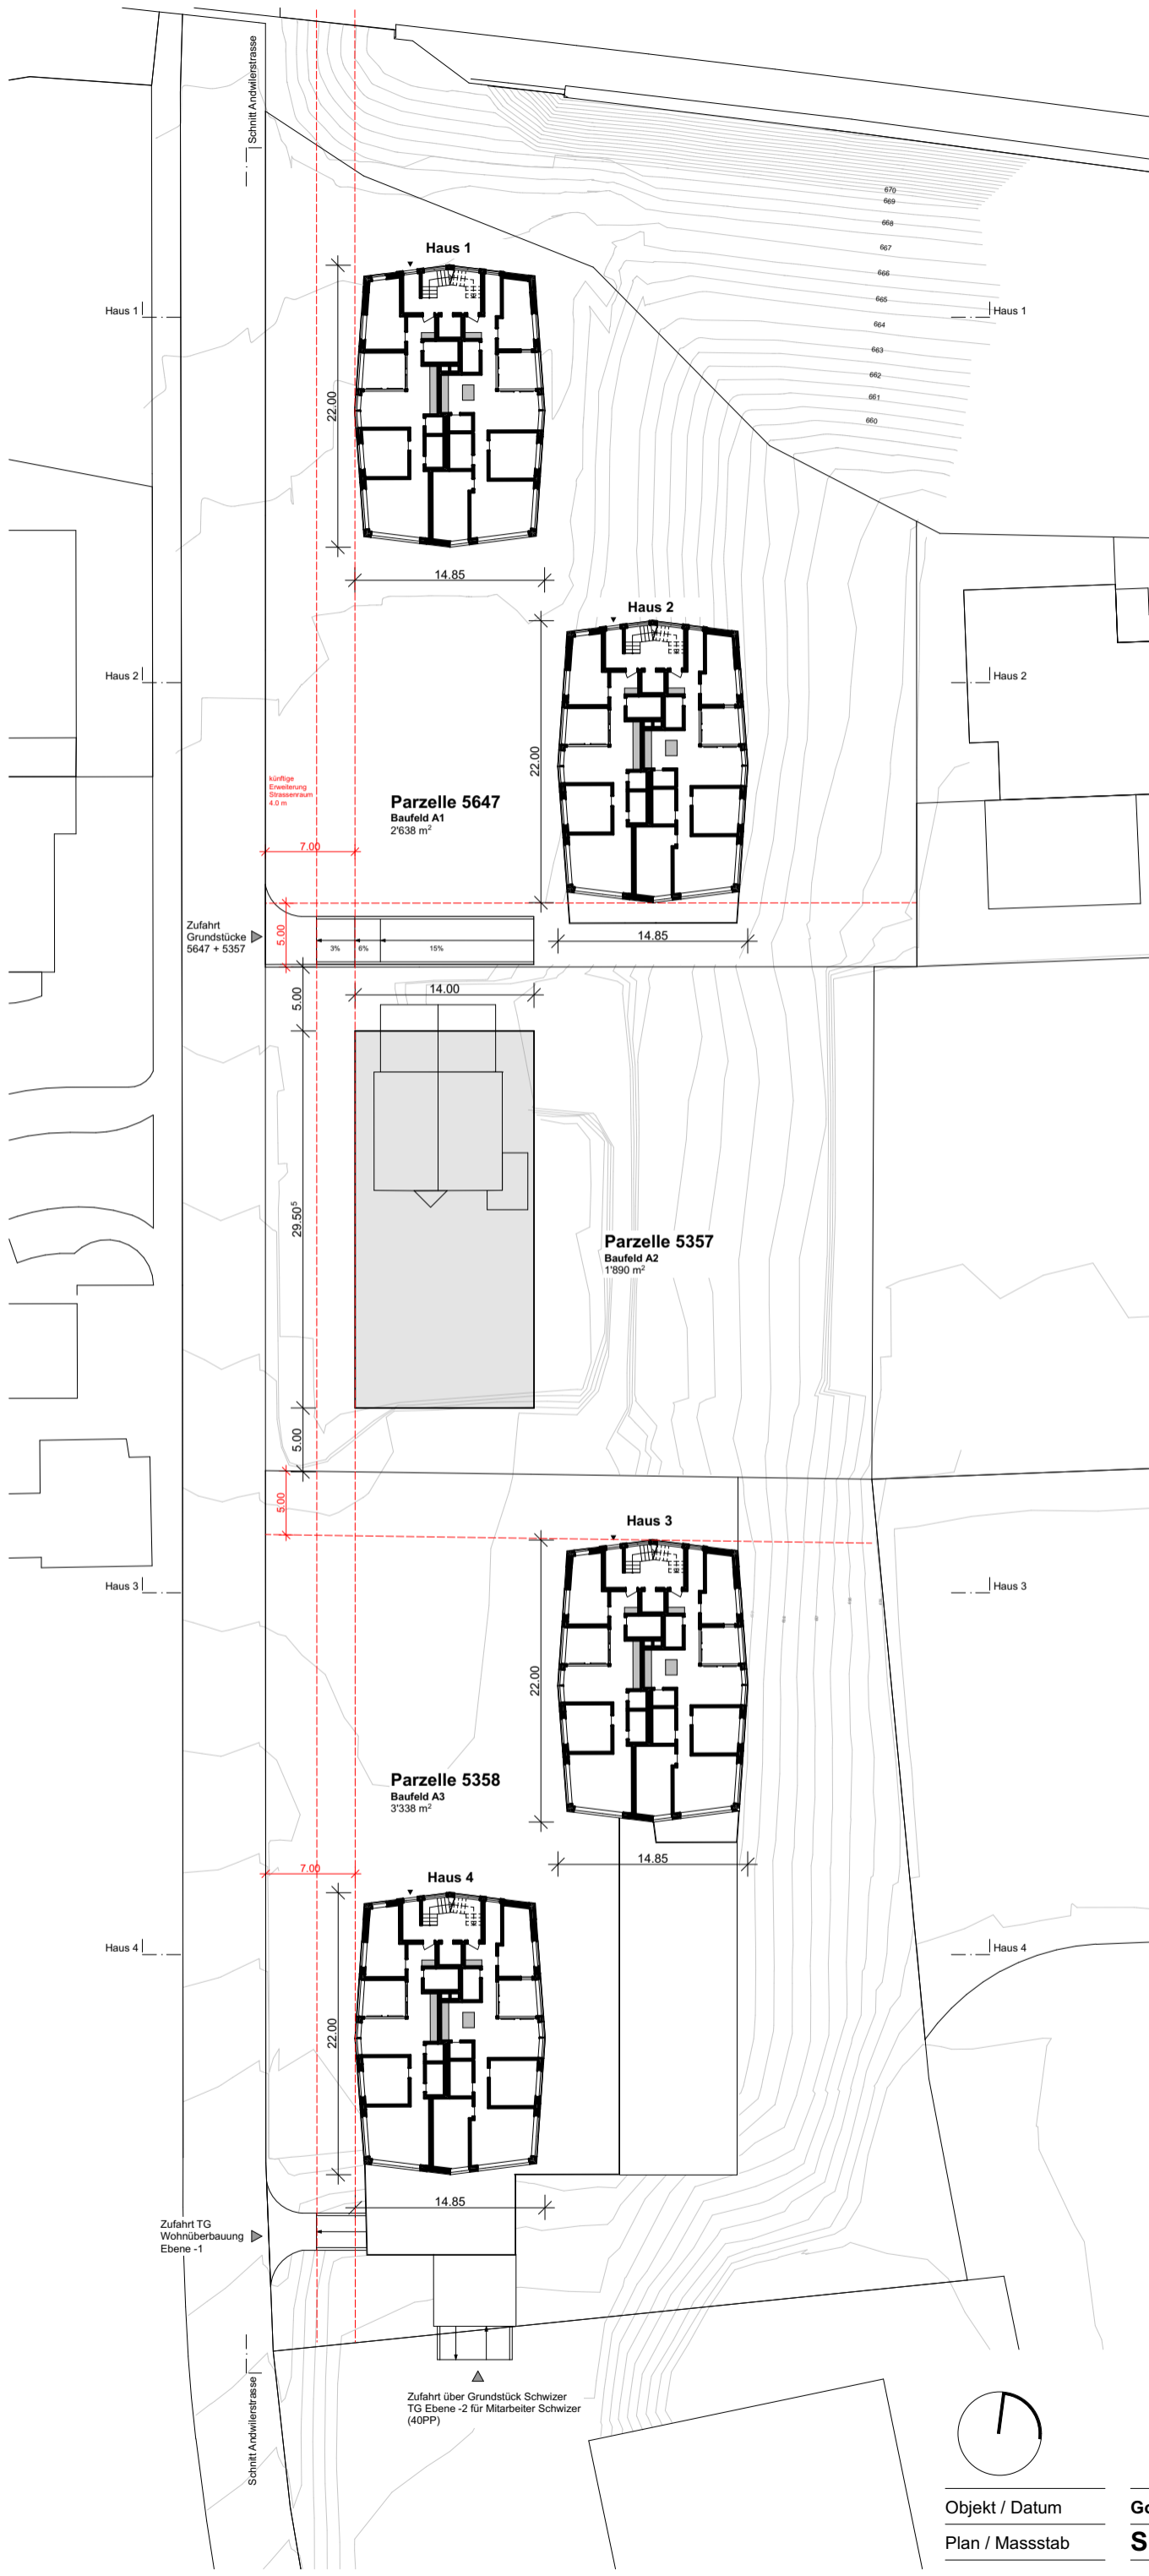 Schnitt Andwilerstrasse
670
669
668
667
666
665
664
663
662
661
660
Haus 1
Haus 1
Haus 1
22.00
14.85
Haus 2
Haus 2
Haus 2
22.00
künftige
Erweiterung
Strassenraum
4.0 m
Parzelle 5647
Baufeld A1
2'638 m²
7.00
Zufahrt
Grundstücke
5647 + 5357
5.00
3%
6%
15%
14.85
5.00
14.00
29.50⁵
Parzelle 5357
Baufeld A2
1'890 m²
5.00
5.00
Haus 3
Haus 3
Haus 3
22.00
Parzelle 5358
Baufeld A3
3'338 m²
14.85
7.00
Haus 4
Haus 4
Haus 4
22.00
14.85
Zufahrt TG
Wohnüberbauung
Ebene -1
Schnitt Andwilerstrasse
Zufahrt über Grundstück Schwizer
TG Ebene -2 für Mitarbeiter Schwizer
(40PP)
Objekt / Datum
Plan / Massstab